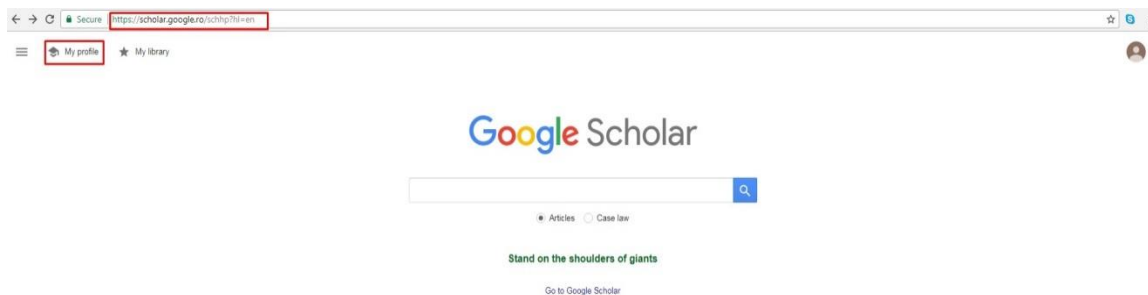 Secure https://scholar.google.ro/schhp?hl=en
My profile My library
Google Scholar
Articles Case law
Stand on the shoulders of giants
Go to Google Scholar